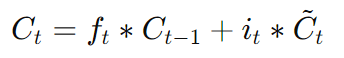 C_t = f_t * C_{t-1} + i_t * \tilde{C}_t